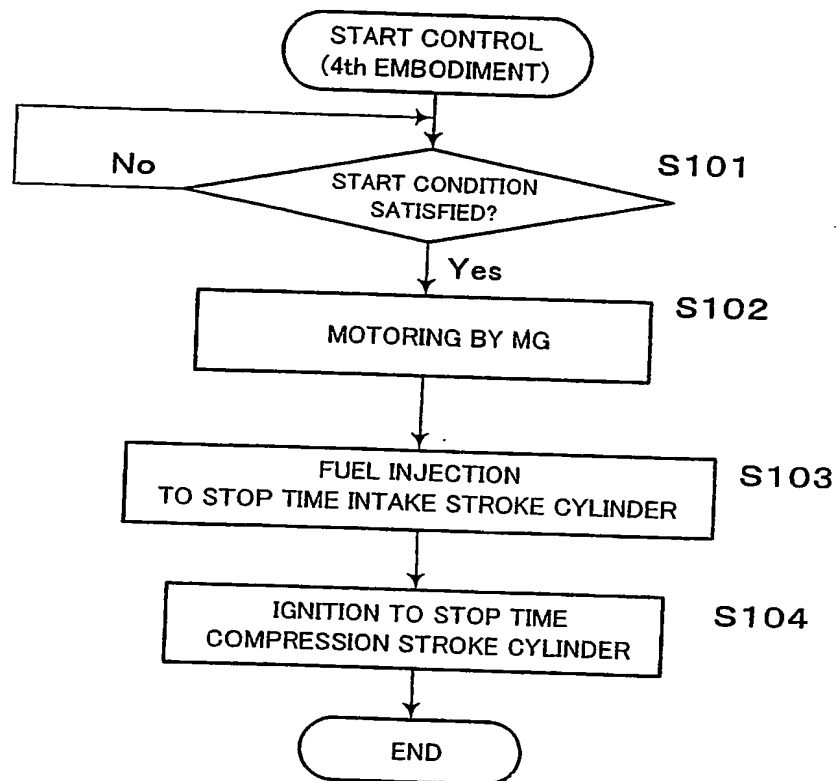 START CONTROL
(4th EMBODIMENT)
No
S101
START CONDITION
SATISFIED?
Yes
S102
MOTORING BY MG
FUEL INJECTION
TO STOP TIME INTAKE STROKE CYLINDER
S103
IGNITION TO STOP TIME
COMPRESSION STROKE CYLINDER
S104
END